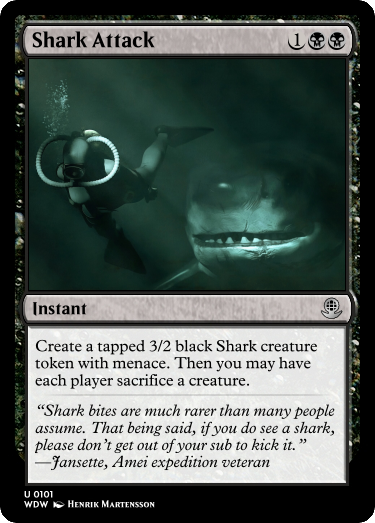 Shark Attack 1
Instant
Create a tapped 3/2 black Shark creature
token with menace. Then you may have
each player sacrifice a creature.
“Shark bites are much rarer than many people
assume. That being said, if you do see a shark,
please don’t get out of your sub to kick it.”
—Jansette, Amei expedition veteran
U 0101
WDW Henrik Martensson